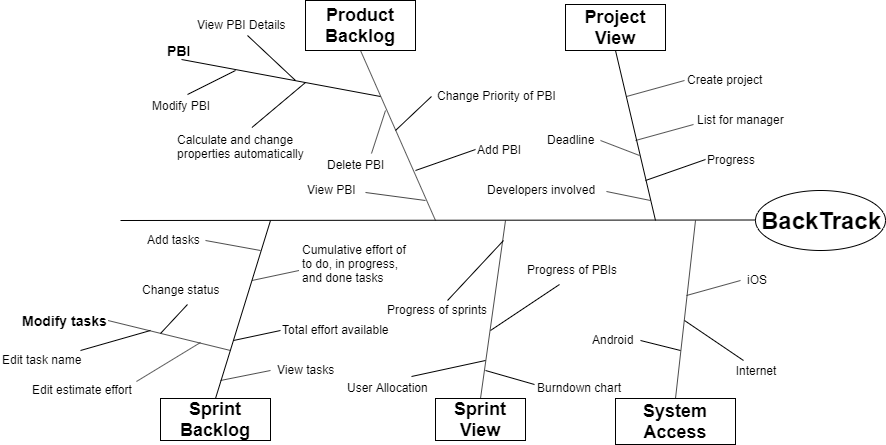 Product
Backlog
Project
View
View PBI Details
PBI
Modify PBI
Calculate and change
properties automatically
Change Priority of PBI
Add PBI
Delete PBI
View PBI
Create project
List for manager
Deadline
Progress
Developers involved
BackTrack
Add tasks
Cumulative effort of
to do, in progress,
and done tasks
Change status
Modify tasks
Edit task name
Edit estimate effort
Total effort available
View tasks
Progress of PBIs
Progress of sprints
User Allocation
Burndown chart
iOS
Android
Internet
Sprint
Backlog
Sprint
View
System
Access